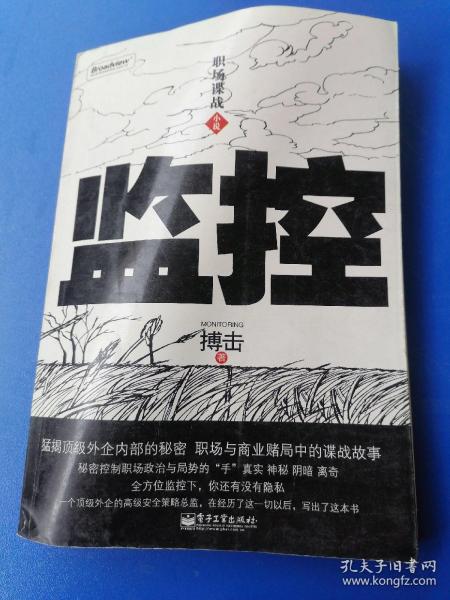 Broadview
职场谍战
小说
监控
MONITORING
搏击
著
猛揭顶级外企内部的秘密 职场与商业赌局中的谍战故事
秘密控制职场政治与局势的“手”真实 神秘 阴暗 离奇
全方位监控下，你还有没有隐私
一个顶级外企的高级安全策略总监，在经历了这一切以后，写出了这本书
电子工业出版社
孔夫子旧书网
www.kongfz.com